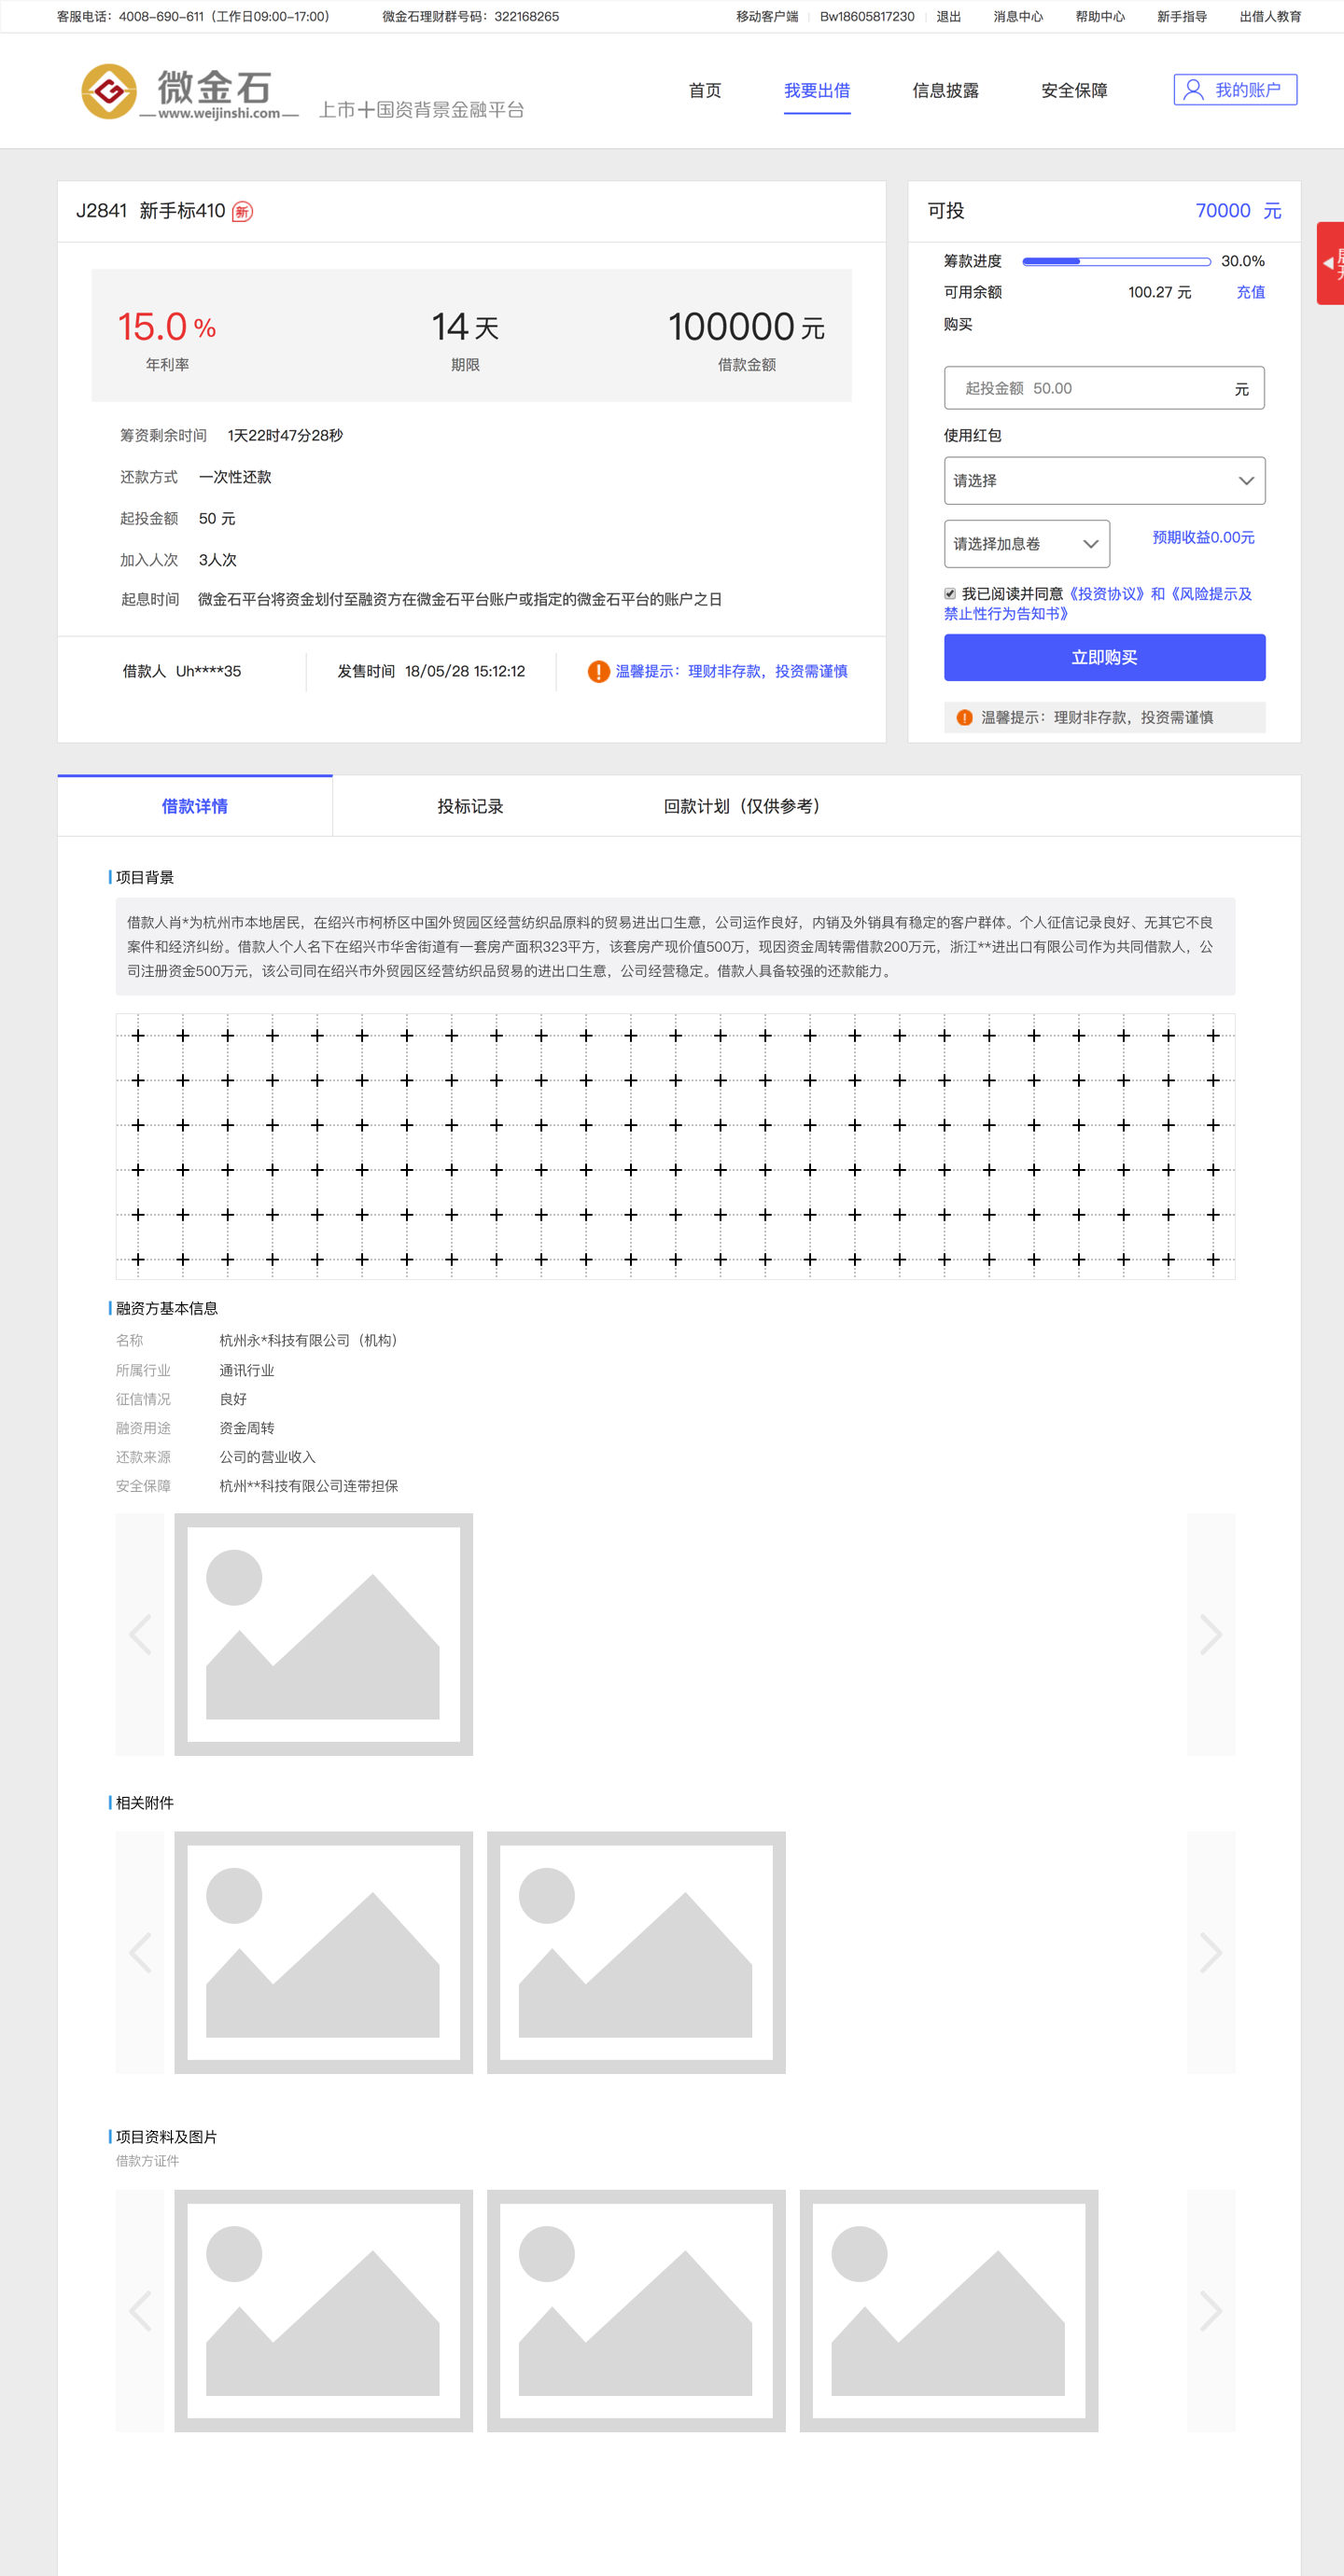 客服电话：4008-690-611（工作日09:00-17:00） 微金石理财群号码：322168265 移动客户端 Bw18605817230 退出 消息中心 帮助中心 新手指导 出借人教育
微金石
www.weijinshi.com
上市十国资背景金融平台
首页 我要出借 信息披露 安全保障 我的账户
J2841 新手标410 新
15.0 % 14 天 100000 元
年利率 期限 借款金额
筹资剩余时间 1天22时47分28秒
还款方式 一次性还款
起投金额 50 元
加入人次 3人次
起息时间 微金石平台将资金划付至融资方在微金石平台账户或指定的微金石平台的账户之日
借款人 Uh****35 发售时间 18/05/28 15:12:12 温馨提示：理财非存款，投资需谨慎
可投 70000 元
筹款进度 30.0%
可用余额 100.27 元 充值
购买
起投金额 50.00 元
使用红包
请选择
请选择加息卷 预期收益0.00元
我已阅读并同意《投资协议》和《风险提示及
禁止性行为告知书》
立即购买
温馨提示：理财非存款，投资需谨慎
借款详情 投标记录 回款计划（仅供参考）
项目背景
借款人肖*为杭州市本地居民，在绍兴市柯桥区中国外贸园区经营纺织品原料的贸易进出口生意，公司运作良好，内销及外销具有稳定的客户群体。个人征信记录良好、无其它不良
案件和经济纠纷。借款人个人名下在绍兴市华舍街道有一套房产面积323平方，该套房产现价值500万，现因资金周转需借款200万元，浙江**进出口有限公司作为共同借款人，公
司注册资金500万元，该公司同在绍兴市外贸园区经营纺织品贸易的进出口生意，公司经营稳定。借款人具备较强的还款能力。
融资方基本信息
名称 杭州永*科技有限公司（机构）
所属行业 通讯行业
征信情况 良好
融资用途 资金周转
还款来源 公司的营业收入
安全保障 杭州**科技有限公司连带担保
相关附件
项目资料及图片
借款方证件